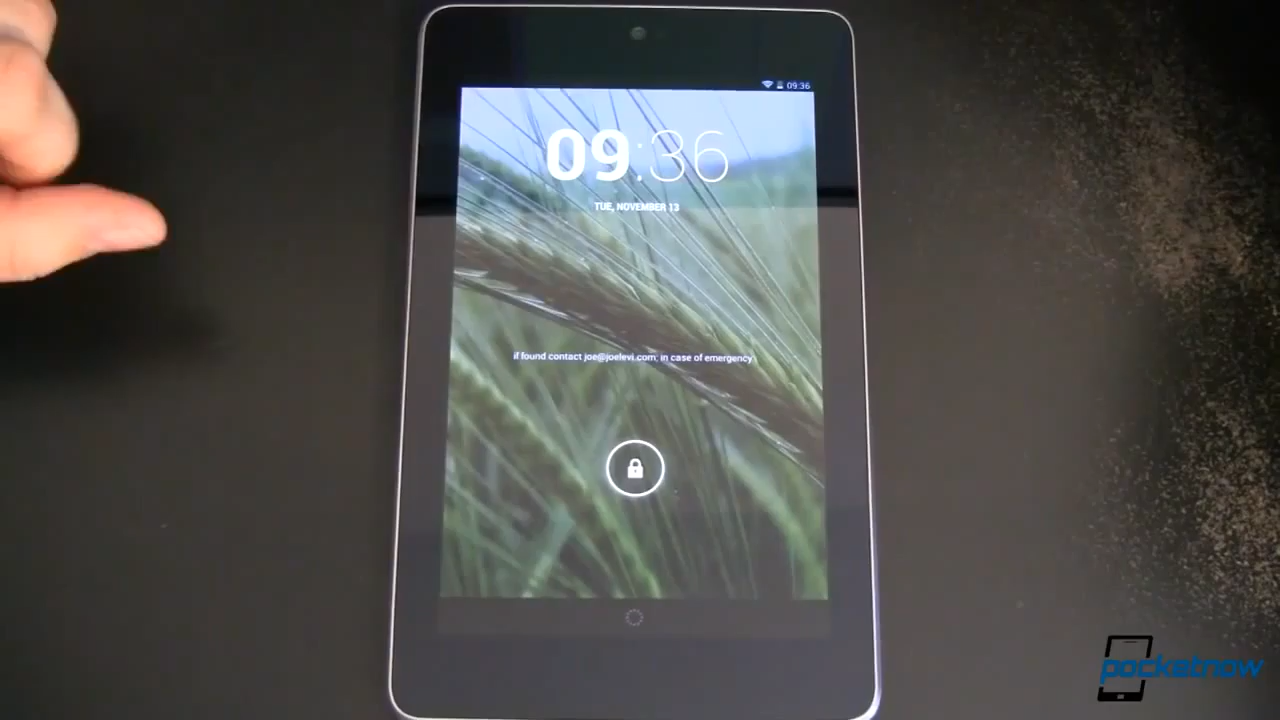 09:36
09:36
TUE, NOVEMBER 13
if found contact joe@joelevi.com; in case of emergency
pocketnow